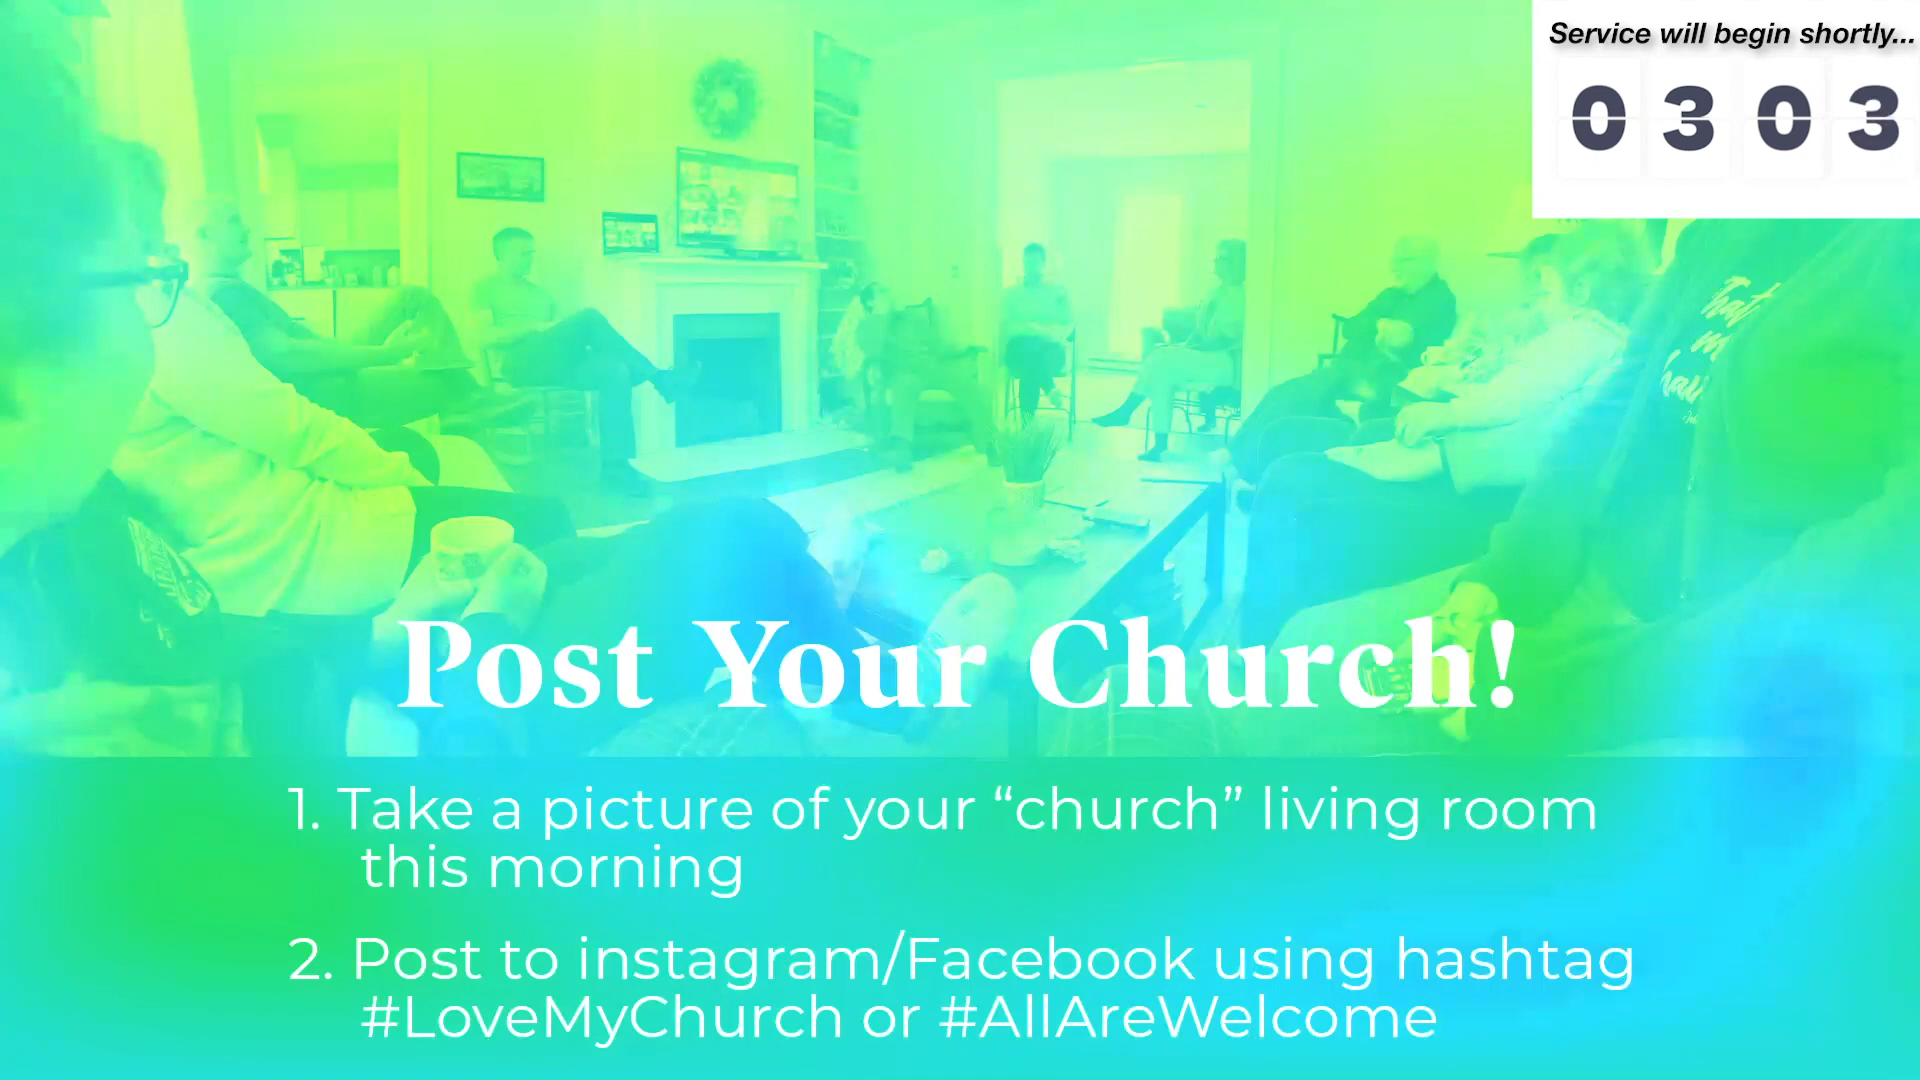 Service will begin shortly...
0 3 0 3
Post Your Church!
1. Take a picture of your “church” living room
this morning
2. Post to instagram/Facebook using hashtag
#LoveMyChurch or #AllAreWelcome